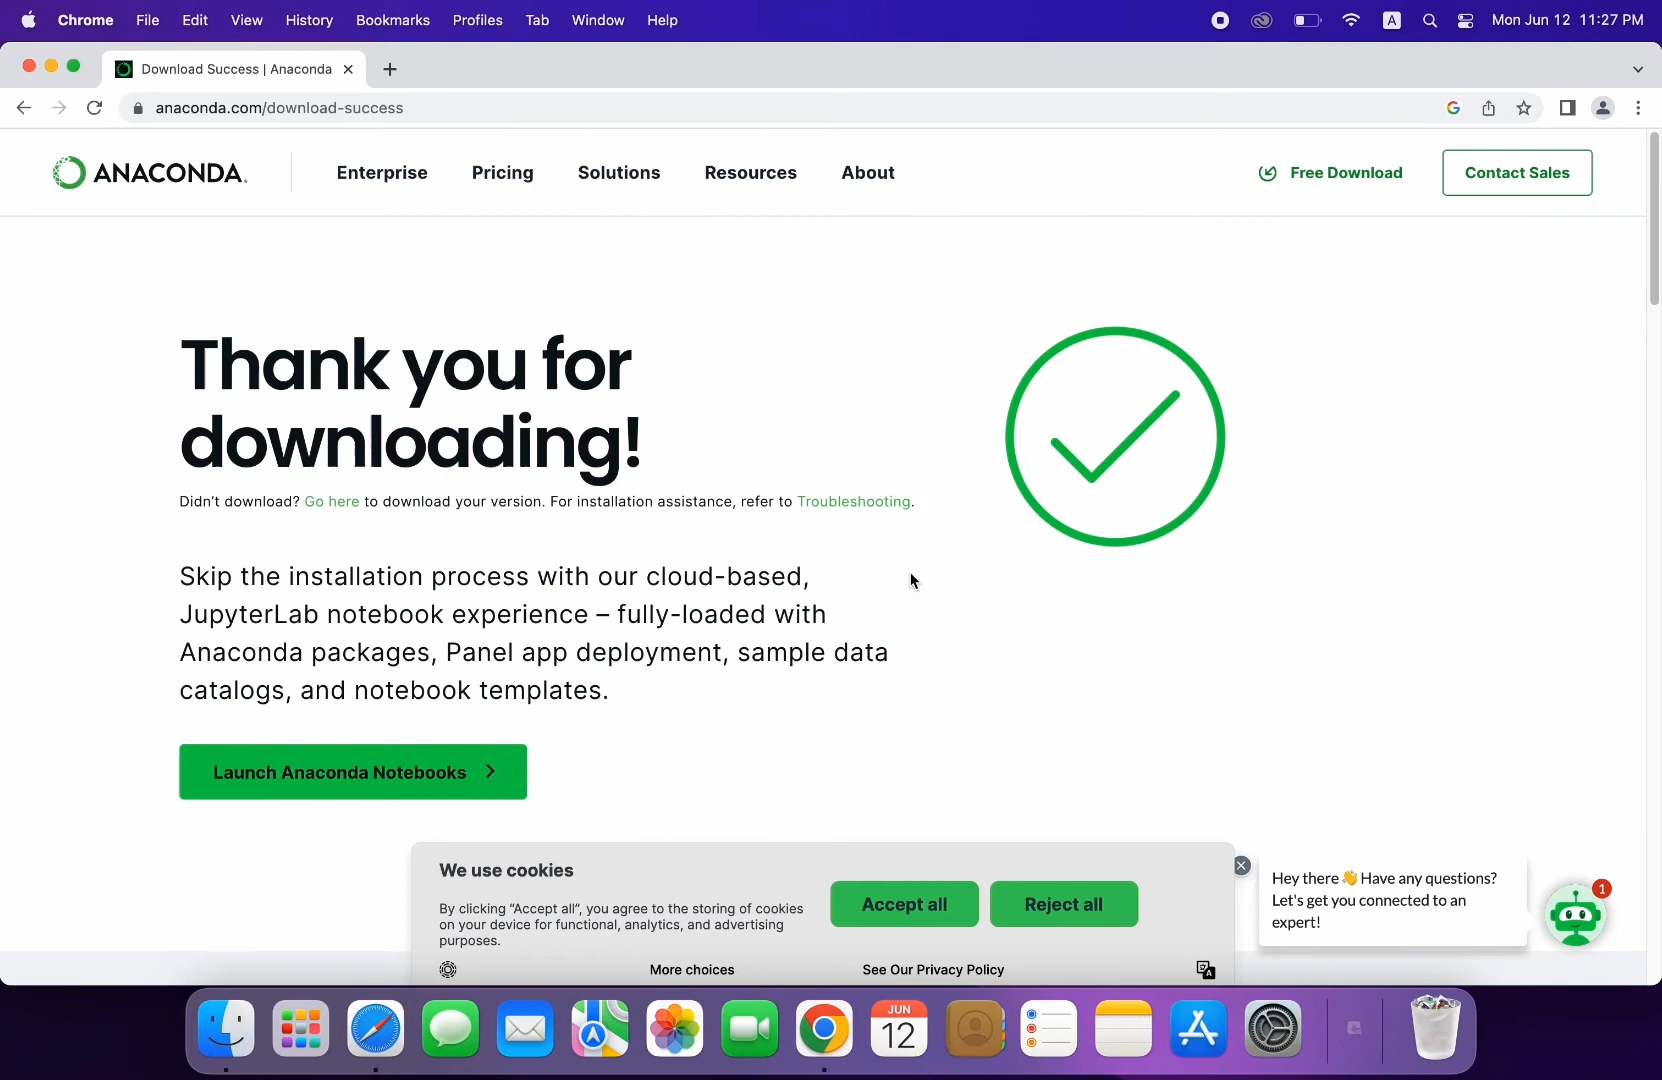 Chrome File Edit View History Bookmarks Profiles Tab Window Help A Mon Jun 12 11:27 PM
Download Success | Anaconda
anaconda.com/download-success
ANACONDA. Enterprise Pricing Solutions Resources About Free Download Contact Sales
Thank you for
downloading!
Didn't download? Go here to download your version. For installation assistance, refer to Troubleshooting.
Skip the installation process with our cloud-based,
JupyterLab notebook experience – fully-loaded with
Anaconda packages, Panel app deployment, sample data
catalogs, and notebook templates.
Launch Anaconda Notebooks
We use cookies
By clicking “Accept all”, you agree to the storing of cookies
on your device for functional, analytics, and advertising
purposes.
Accept all Reject all
More choices See Our Privacy Policy
Hey there 👋 Have any questions?
Let's get you connected to an
expert!
1
JUN
12